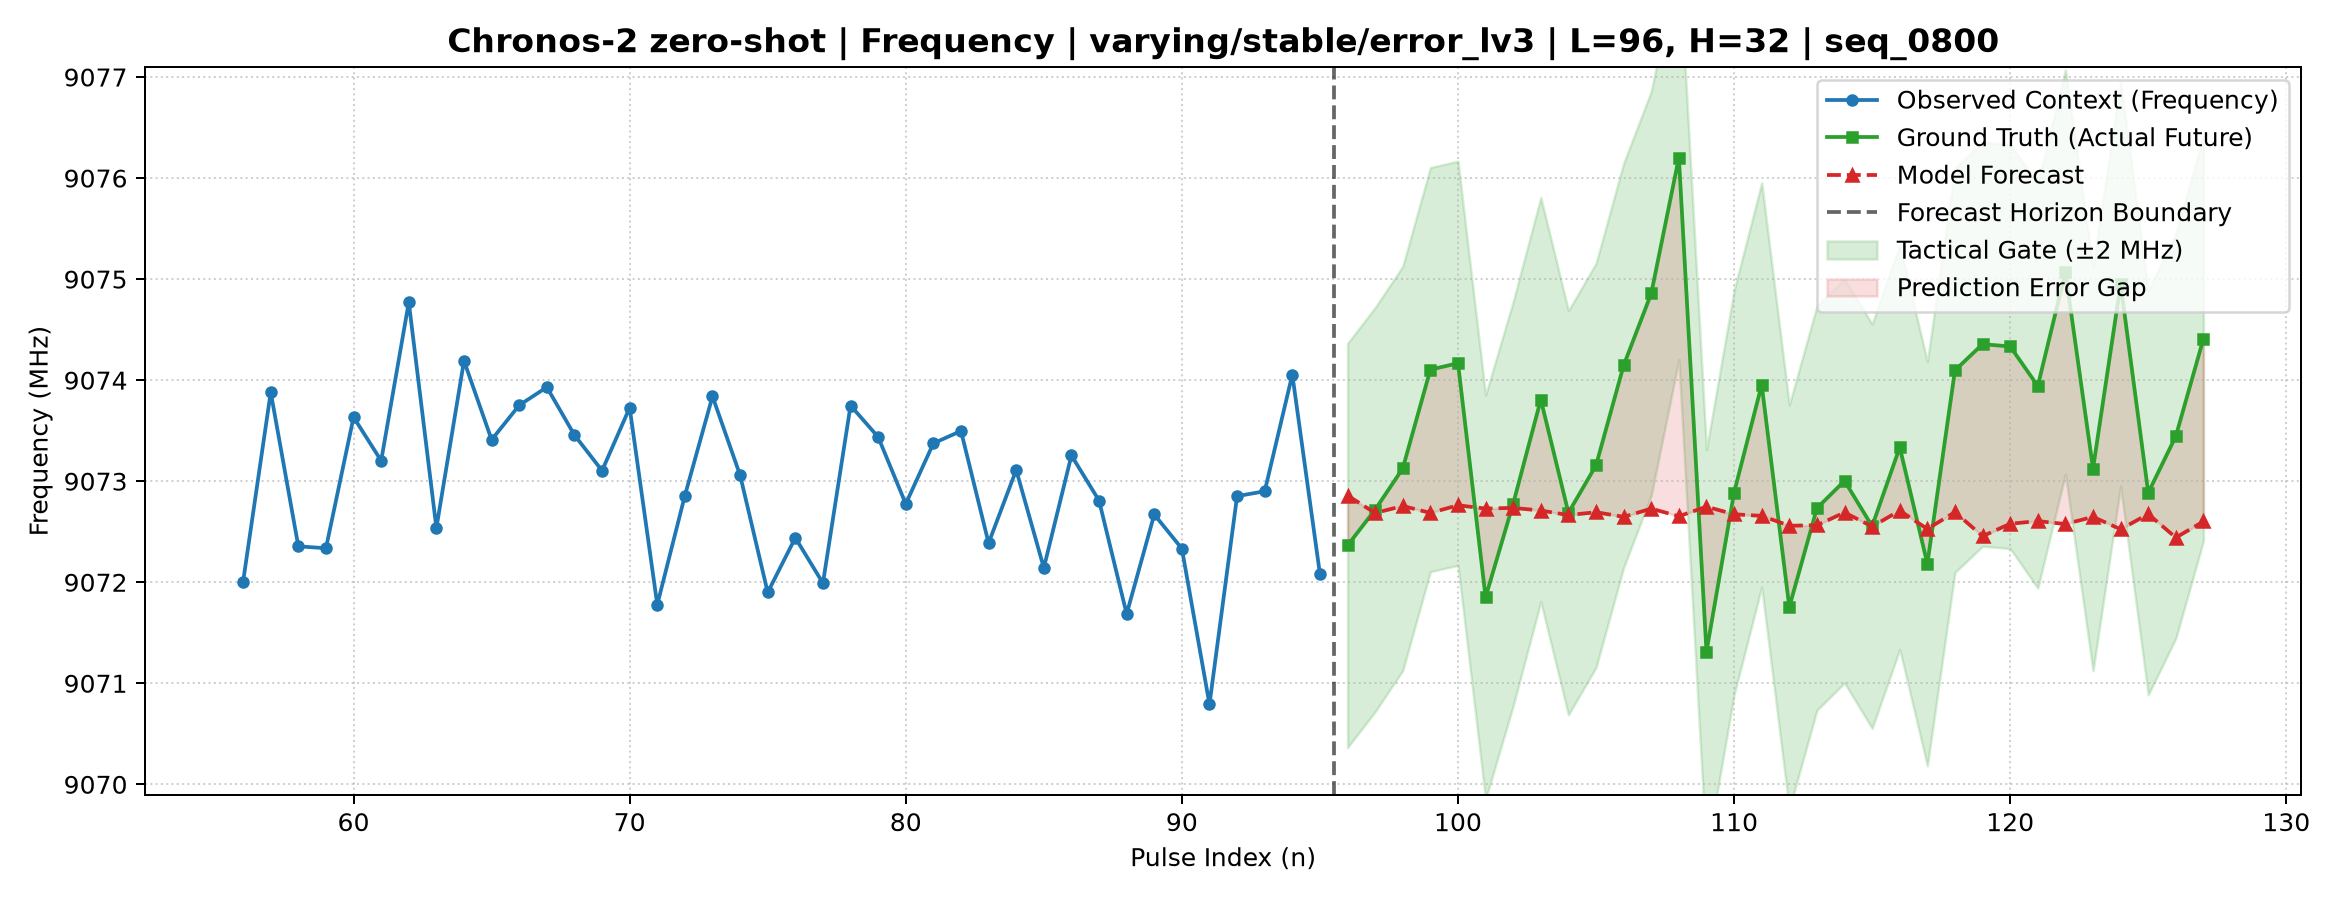 Chronos-2 zero-shot | Frequency | varying/stable/error_lv3 | L=96, H=32 | seq_0800
Frequency (MHz)
9077
9076
9075
9074
9073
9072
9071
9070
Observed Context (Frequency)
Ground Truth (Actual Future)
Model Forecast
Forecast Horizon Boundary
Tactical Gate (±2 MHz)
Prediction Error Gap
60 70 80 90 100 110 120 130
Pulse Index (n)